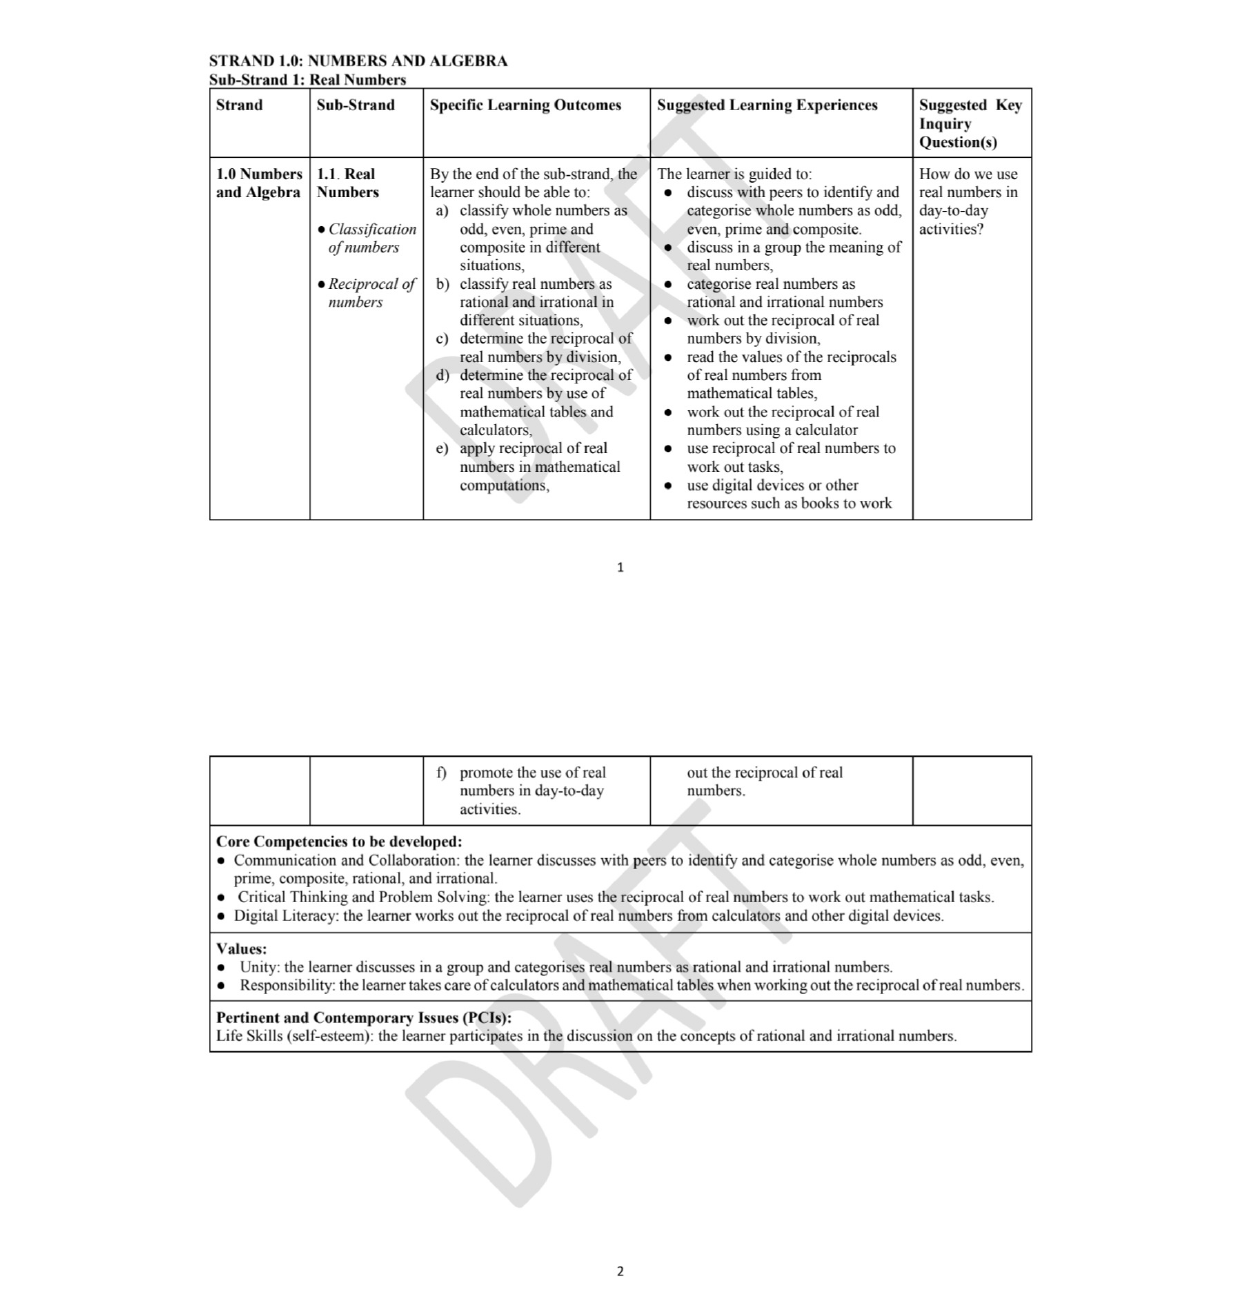 STRAND 1.0: NUMBERS AND ALGEBRA
Sub-Strand 1: Real Numbers
Strand
Sub-Strand
Specific Learning Outcomes
Suggested Learning Experiences
Suggested Key
Inquiry
Question(s)
1.0 Numbers
and Algebra
1.1. Real
Numbers
● Classification
of numbers
● Reciprocal of
numbers
By the end of the sub-strand, the
learner should be able to:
a) classify whole numbers as
odd, even, prime and
composite in different
situations,
b) classify real numbers as
rational and irrational in
different situations,
c) determine the reciprocal of
real numbers by division,
d) determine the reciprocal of
real numbers by use of
mathematical tables and
calculators,
e) apply reciprocal of real
numbers in mathematical
computations,
The learner is guided to:
● discuss with peers to identify and
categorise whole numbers as odd,
even, prime and composite.
● discuss in a group the meaning of
real numbers,
● categorise real numbers as
rational and irrational numbers
● work out the reciprocal of real
numbers by division,
● read the values of the reciprocals
of real numbers from
mathematical tables,
● work out the reciprocal of real
numbers using a calculator
● use reciprocal of real numbers to
work out tasks,
● use digital devices or other
resources such as books to work
How do we use
real numbers in
day-to-day
activities?
DRAFT
1
f) promote the use of real
numbers in day-to-day
activities.
out the reciprocal of real
numbers.
Core Competencies to be developed:
● Communication and Collaboration: the learner discusses with peers to identify and categorise whole numbers as odd, even,
prime, composite, rational, and irrational.
● Critical Thinking and Problem Solving: the learner uses the reciprocal of real numbers to work out mathematical tasks.
● Digital Literacy: the learner works out the reciprocal of real numbers from calculators and other digital devices.
Values:
● Unity: the learner discusses in a group and categorises real numbers as rational and irrational numbers.
● Responsibility: the learner takes care of calculators and mathematical tables when working out the reciprocal of real numbers.
Pertinent and Contemporary Issues (PCIs):
Life Skills (self-esteem): the learner participates in the discussion on the concepts of rational and irrational numbers.
DRAFT
2